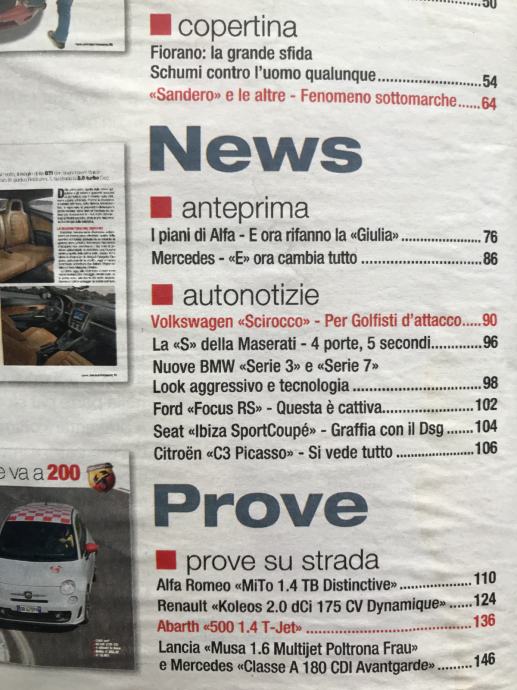 50
copertina
Fiorano: la grande sfida
Schumi contro l'uomo qualunque 54
«Sandero» e le altre - Fenomeno sottomarche 64
News
anteprima
I piani di Alfa - E ora rifanno la «Giulia» 76
Mercedes - «E» ora cambia tutto 86
autonotizie
Volkswagen «Scirocco» - Per Golfisti d'attacco 90
La «S» della Maserati - 4 porte, 5 secondi 96
Nuove BMW «Serie 3» e «Serie 7»
Look aggressivo e tecnologia 98
Ford «Focus RS» - Questa è cattiva 102
Seat «Ibiza SportCoupé» - Graffia con il Dsg 104
Citroën «C3 Picasso» - Si vede tutto 106
e va a 200
Prove
prove su strada
Alfa Romeo «MiTo 1.4 TB Distinctive» 110
Renault «Koleos 2.0 dCi 175 CV Dynamique» 124
Abarth «500 1.4 T-Jet» 136
Lancia «Musa 1.6 Multijet Poltrona Frau»
e Mercedes «Classe A 180 CDI Avantgarde» 146